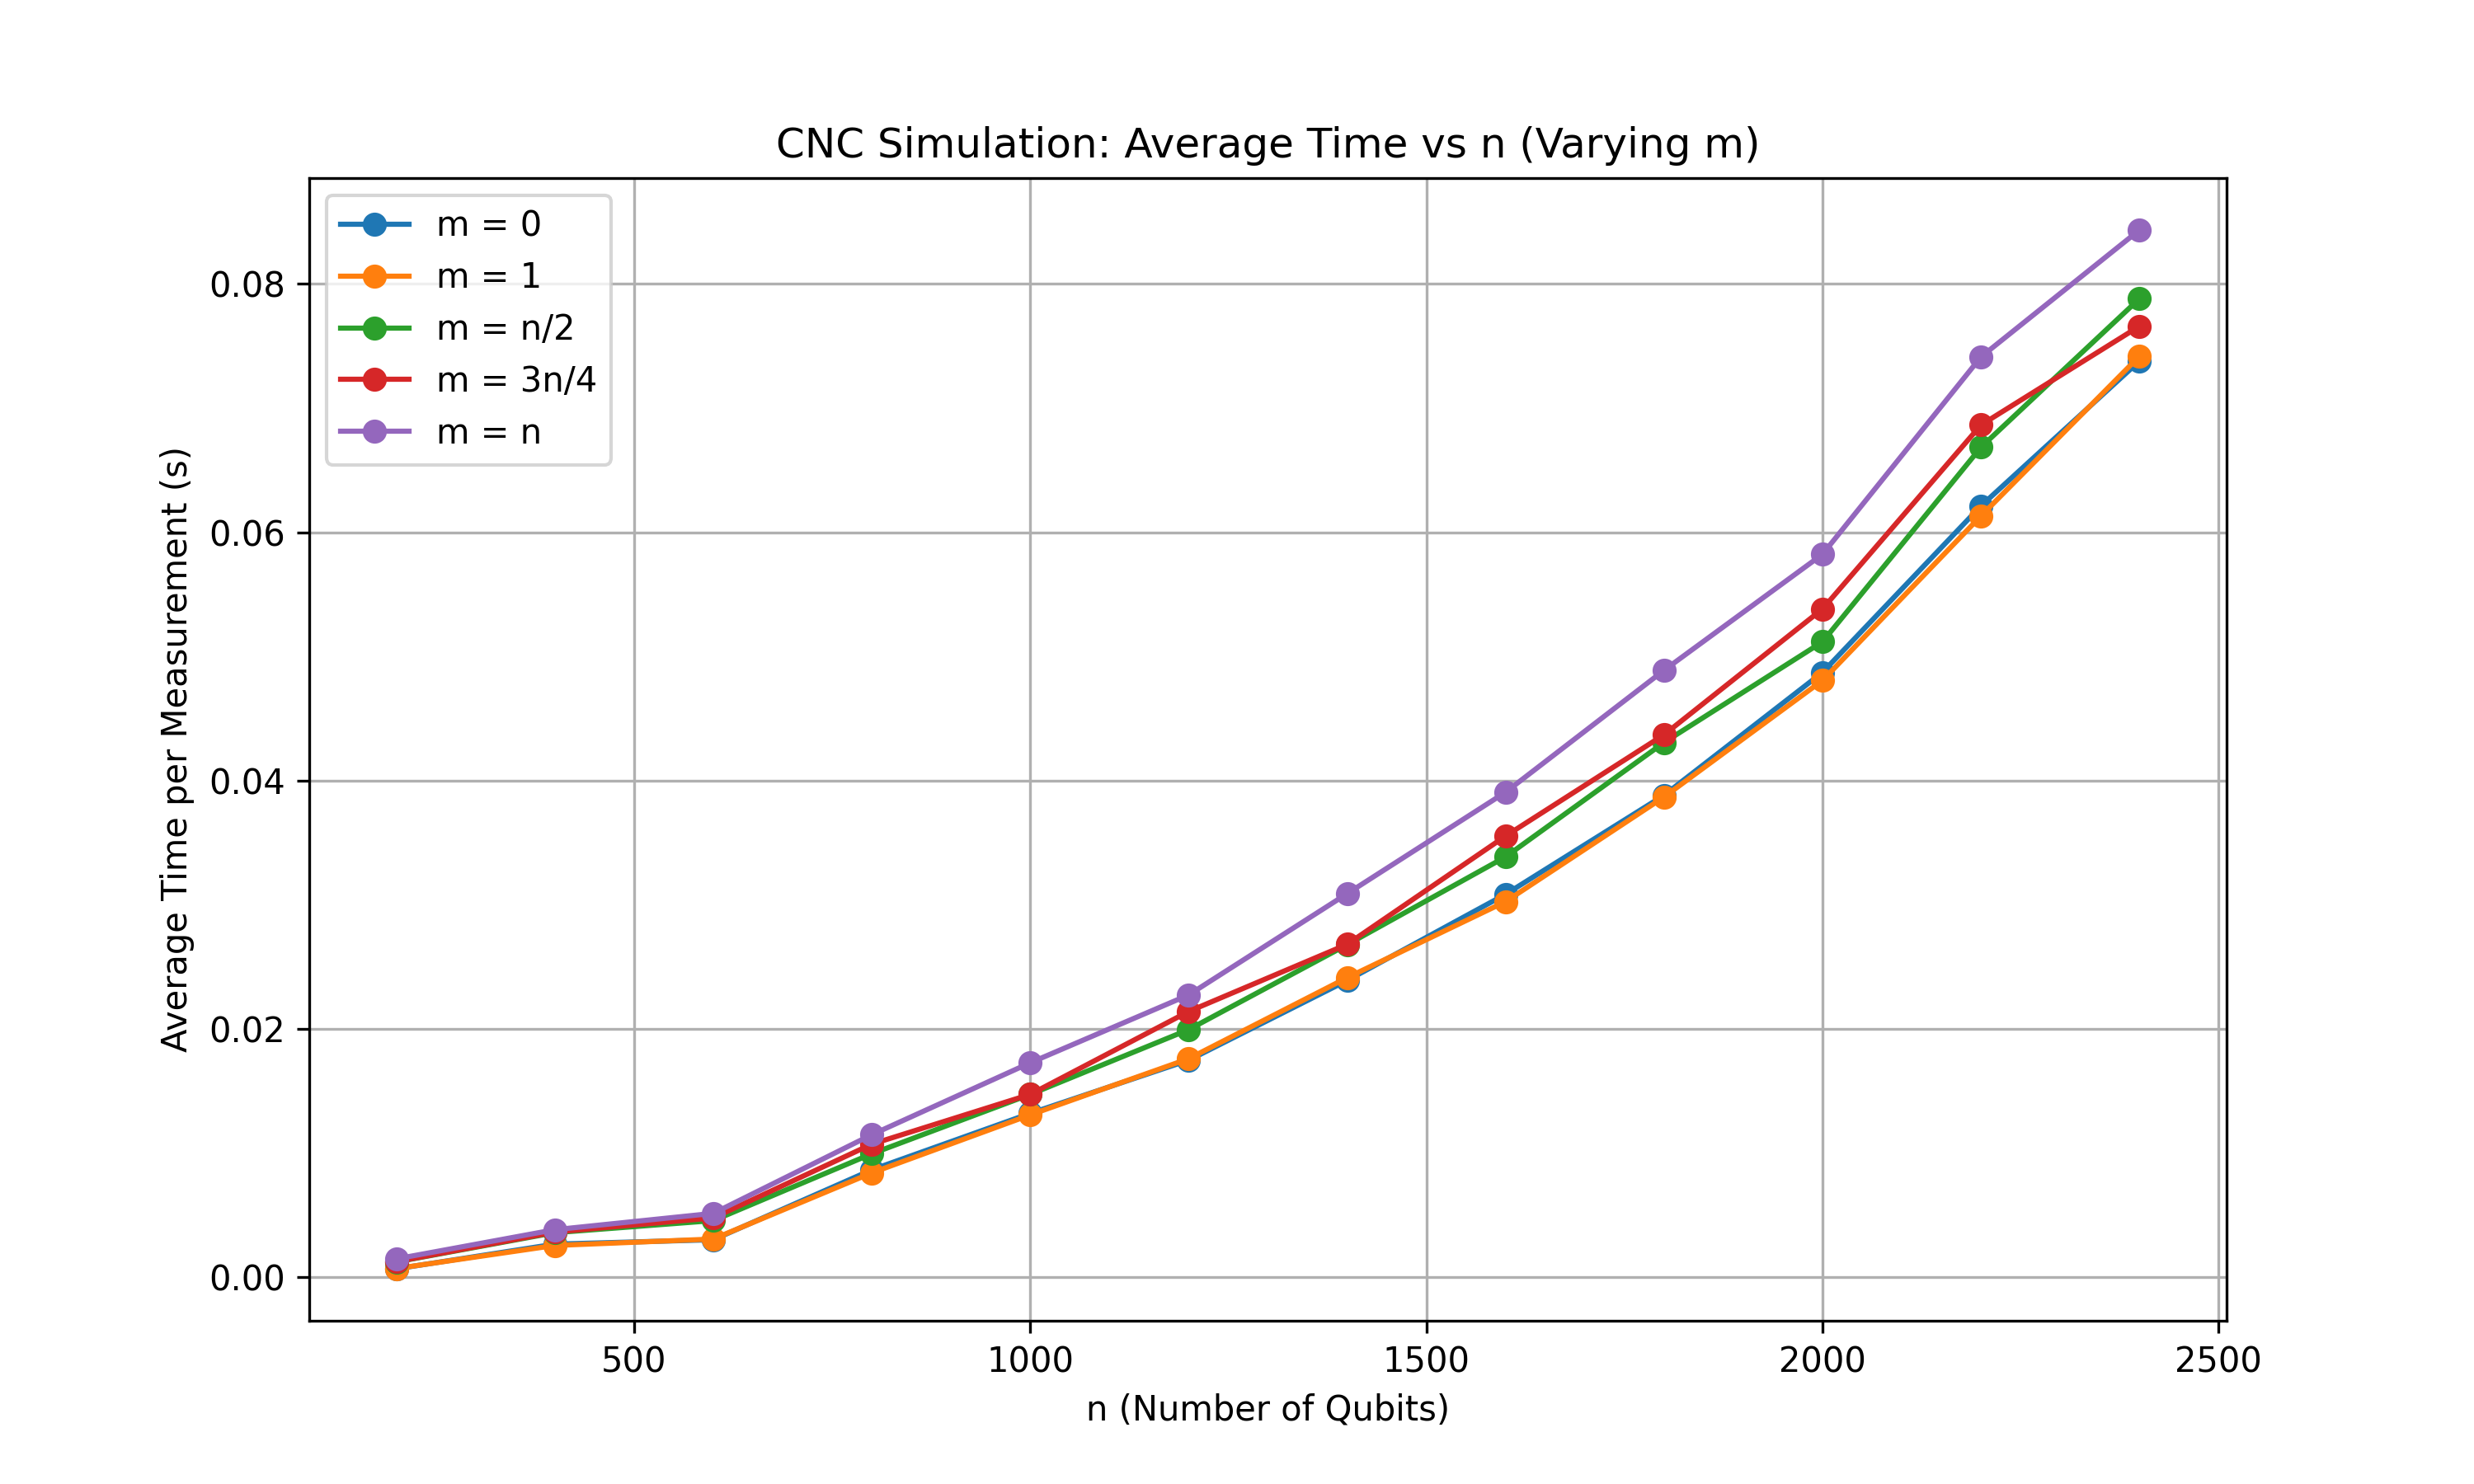 CNC Simulation: Average Time vs n (Varying m)
m = 0
m = 1
m = n/2
m = 3n/4
m = n
Average Time per Measurement (s)
0.08
0.06
0.04
0.02
0.00
500 1000 1500 2000 2500
n (Number of Qubits)